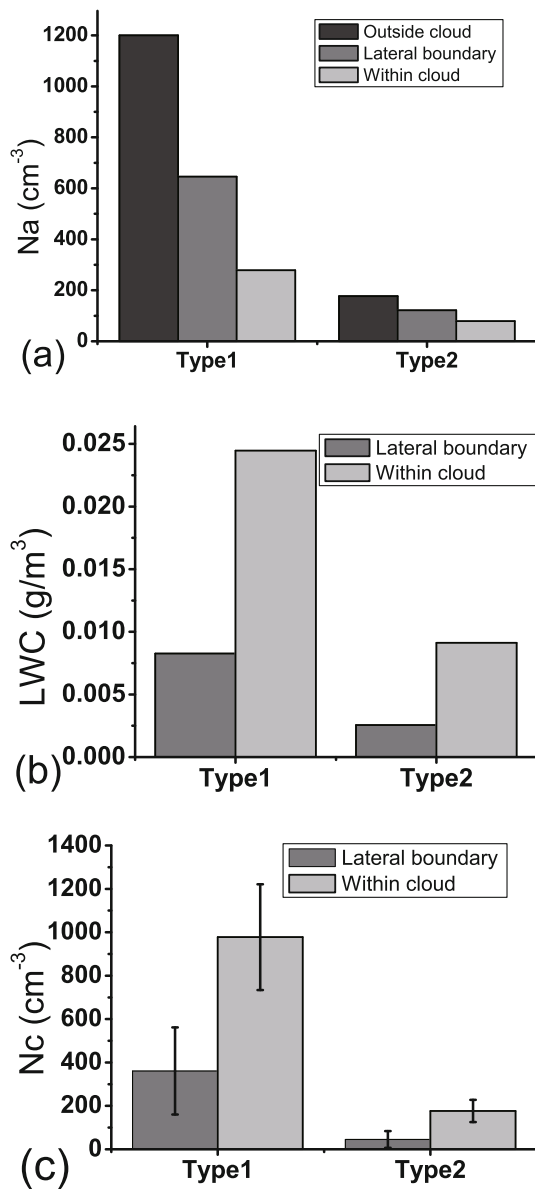 1200
1000
800
600
400
200
0
Na (cm-3)
Outside cloud
Lateral boundary
Within cloud
Type1 Type2
(a)
0.025
0.020
0.015
0.010
0.005
0.000
LWC (g/m3)
Lateral boundary
Within cloud
Type1 Type2
(b)
1400
1200
1000
800
600
400
200
0
Nc (cm-3)
Lateral boundary
Within cloud
Type1 Type2
(c)